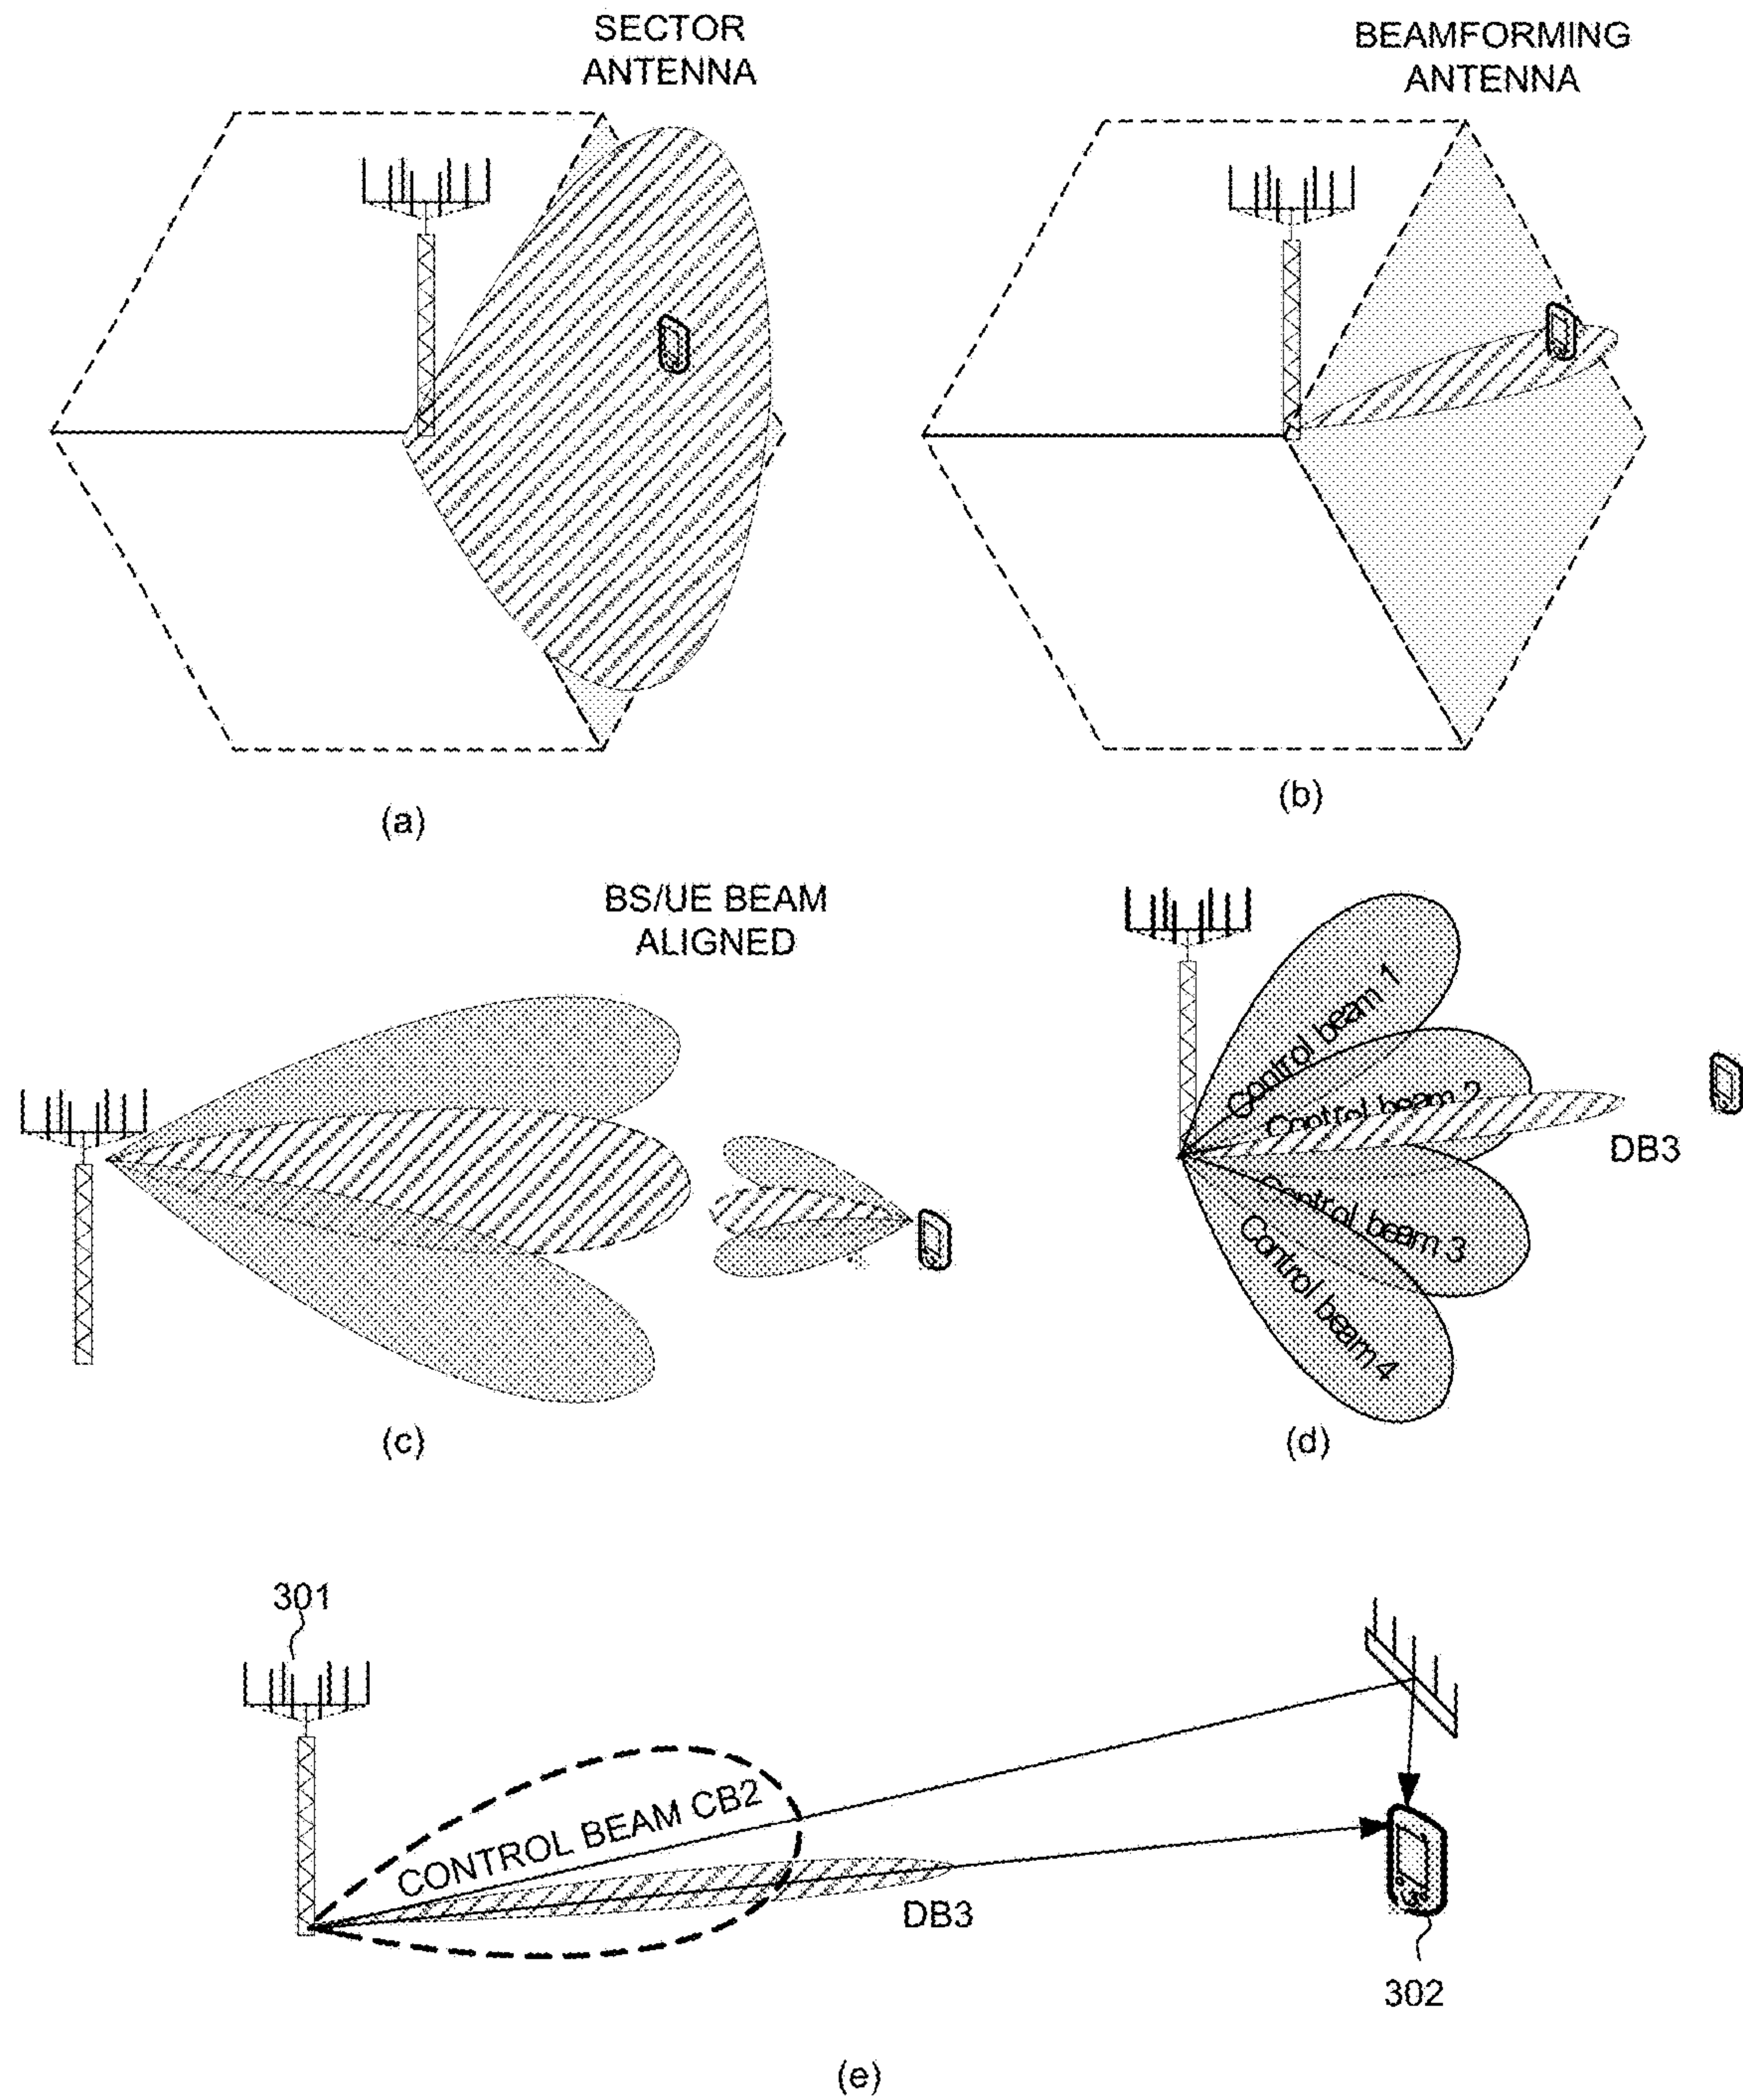 SECTOR
ANTENNA
BEAMFORMING
ANTENNA
(a)
(b)
BS/UE BEAM
ALIGNED
Control beam 1
Control beam 2
DB3
Control beam 3
Control beam 4
(c)
(d)
301
CONTROL BEAM CB2
DB3
302
(e)